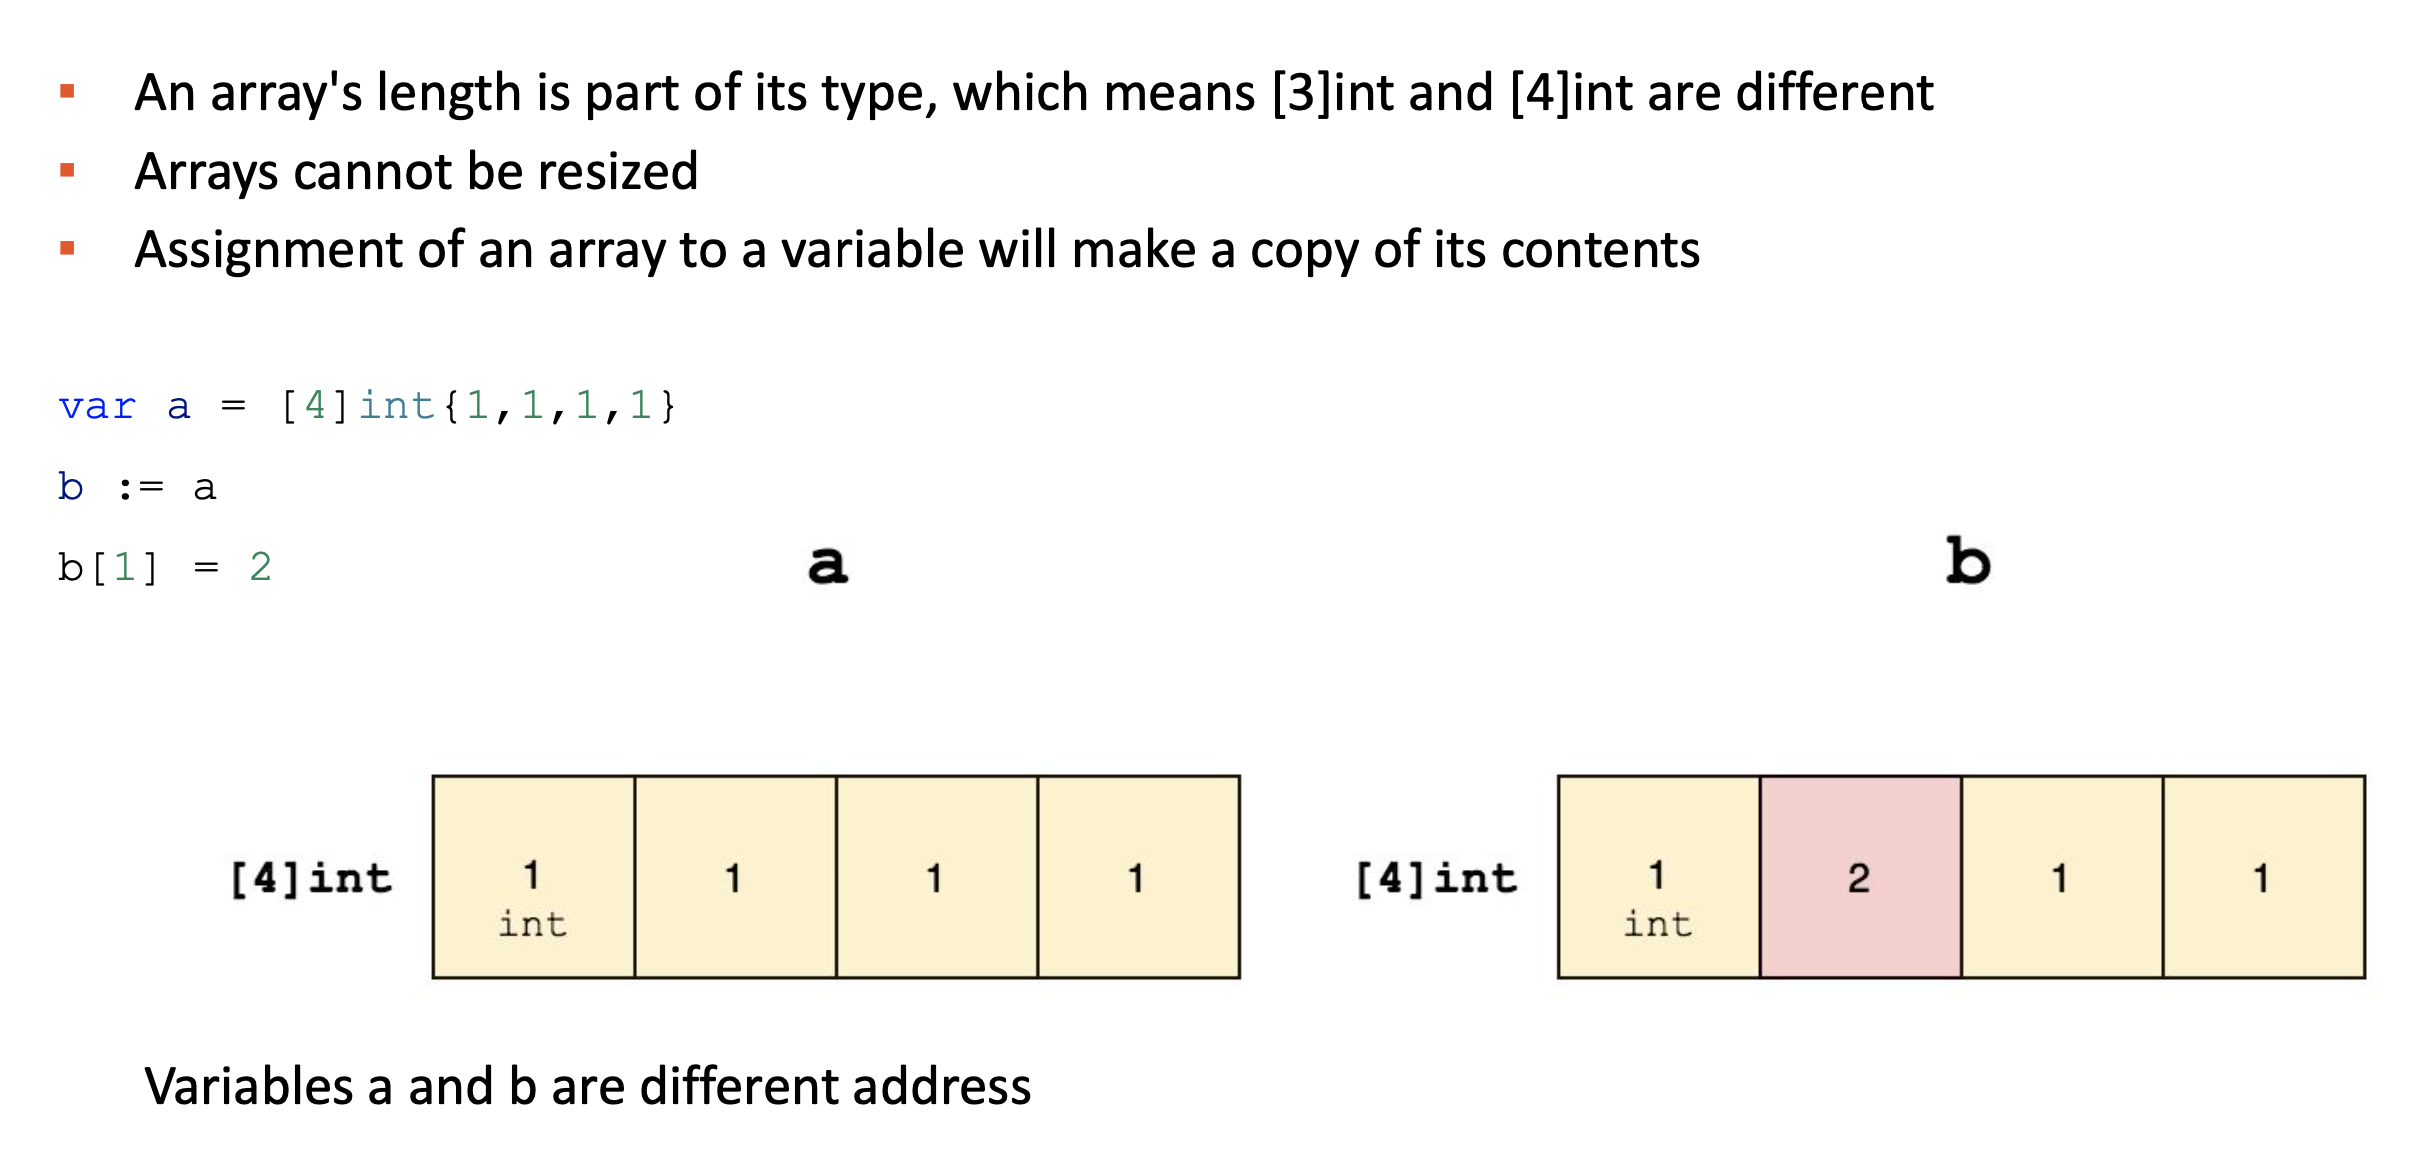 ▪ An array's length is part of its type, which means [3]int and [4]int are different
▪ Arrays cannot be resized
▪ Assignment of an array to a variable will make a copy of its contents
var a = [4]int{1,1,1,1}
b := a
b[1] = 2
a
b
[4]int 1 1 1 1
int
[4]int 1 2 1 1
int
Variables a and b are different address